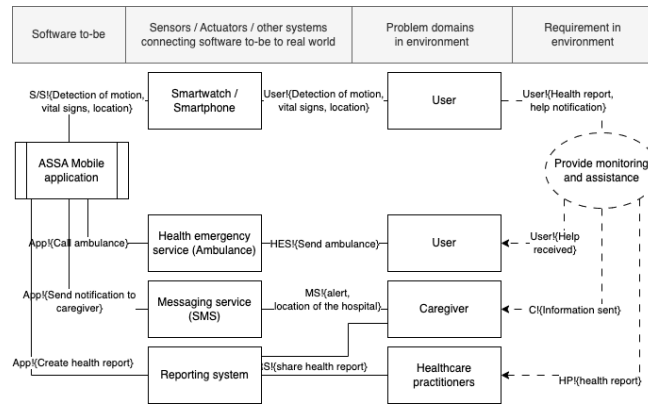 Software to-be
Sensors / Actuators / other systems
connecting software to-be to real world
Problem domains
in environment
Requirement in
environment
S/S!{Detection of motion,
vital signs, location}
Smartwatch /
Smartphone
User!{Detection of motion,
vital signs, location}
User
User!{Health report,
help notification}
ASSA Mobile
application
Provide monitoring
and assistance
App!{Call ambulance}
Health emergency
service (Ambulance)
HES!{Send ambulance}
User
User!{Help
received}
App!{Send notification to
caregiver}
Messaging service
(SMS)
MS!{alert,
location of the hospital}
Caregiver
C!{Information sent}
App!{Create health report}
Reporting system
RS!{share health report}
Healthcare
practitioners
HP!{health report}